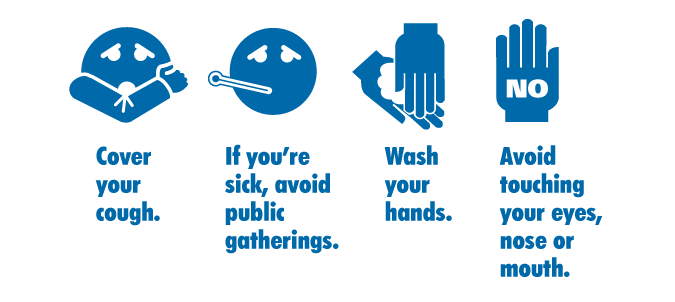 NO
Cover
your
cough.
If you're
sick, avoid
public
gatherings.
Wash
your
hands.
Avoid
touching
your eyes,
nose or
mouth.